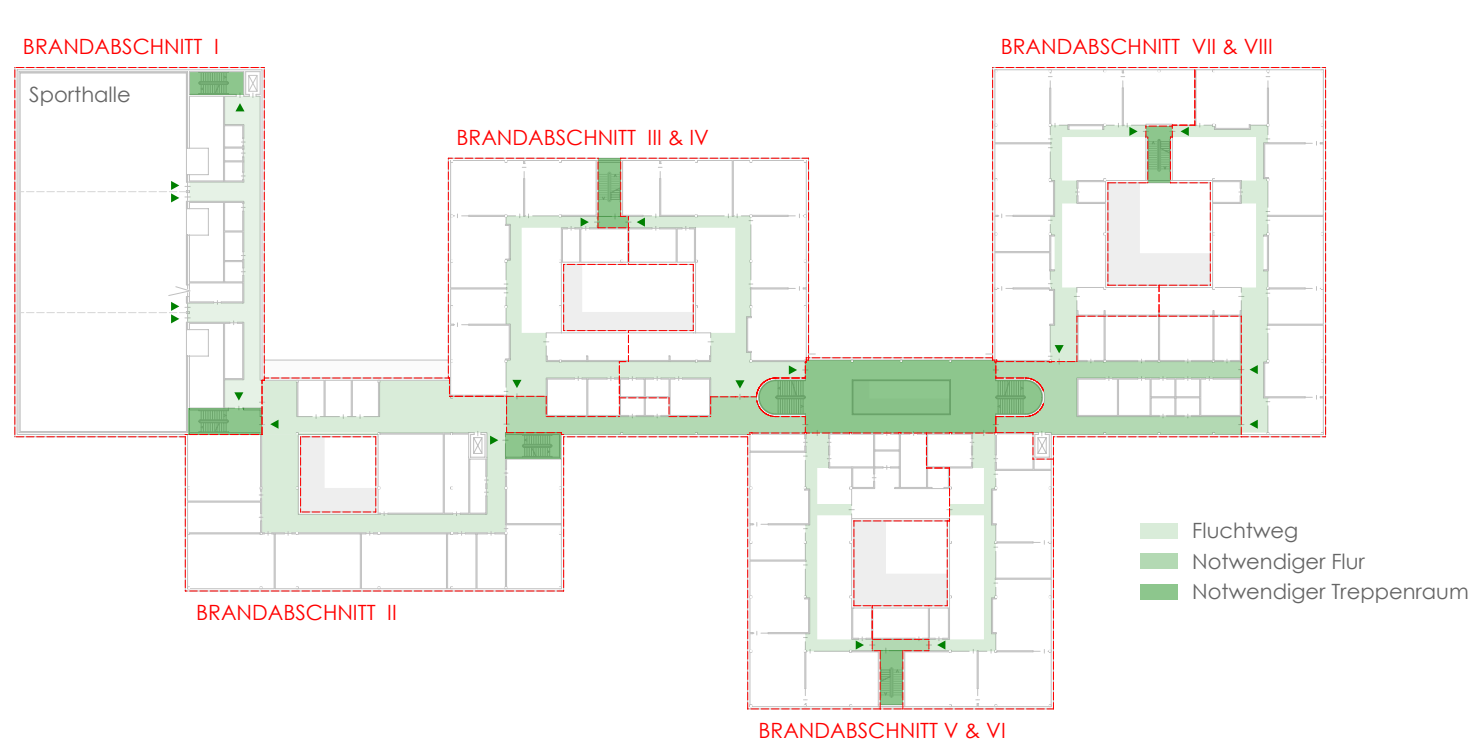 BRANDABSCHNITT I
BRANDABSCHNITT VII & VIII
Sporthalle
BRANDABSCHNITT III & IV
Fluchtweg
Notwendiger Flur
Notwendiger Treppenraum
BRANDABSCHNITT II
BRANDABSCHNITT V & VI